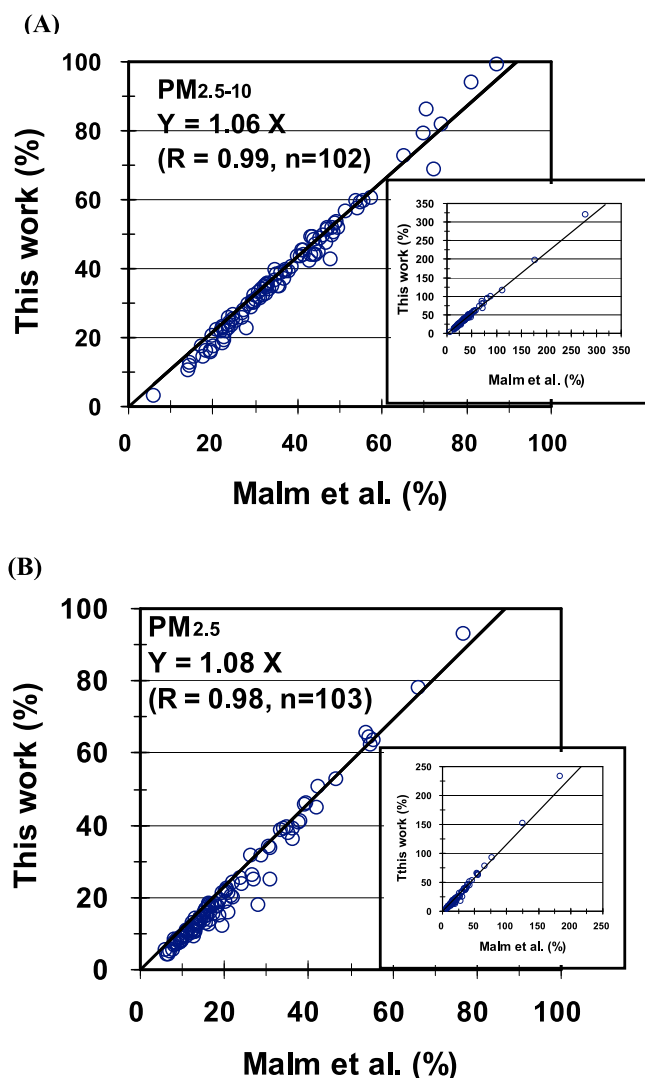 (A)
100
80
60
40
20
0
This work (%)
PM2.5-10
Y = 1.06 X
(R = 0.99, n=102)
350
300
250
200
150
100
50
0
This work (%)
0 50 100 150 200 250 300 350
Malm et al. (%)
0 20 40 60 80 100
Malm et al. (%)
(B)
100
80
60
40
20
0
This work (%)
PM2.5
Y = 1.08 X
(R = 0.98, n=103)
250
200
150
100
50
0
Tthis work (%)
0 50 100 150 200 250
Malm et al. (%)
0 20 40 60 80 100
Malm et al. (%)